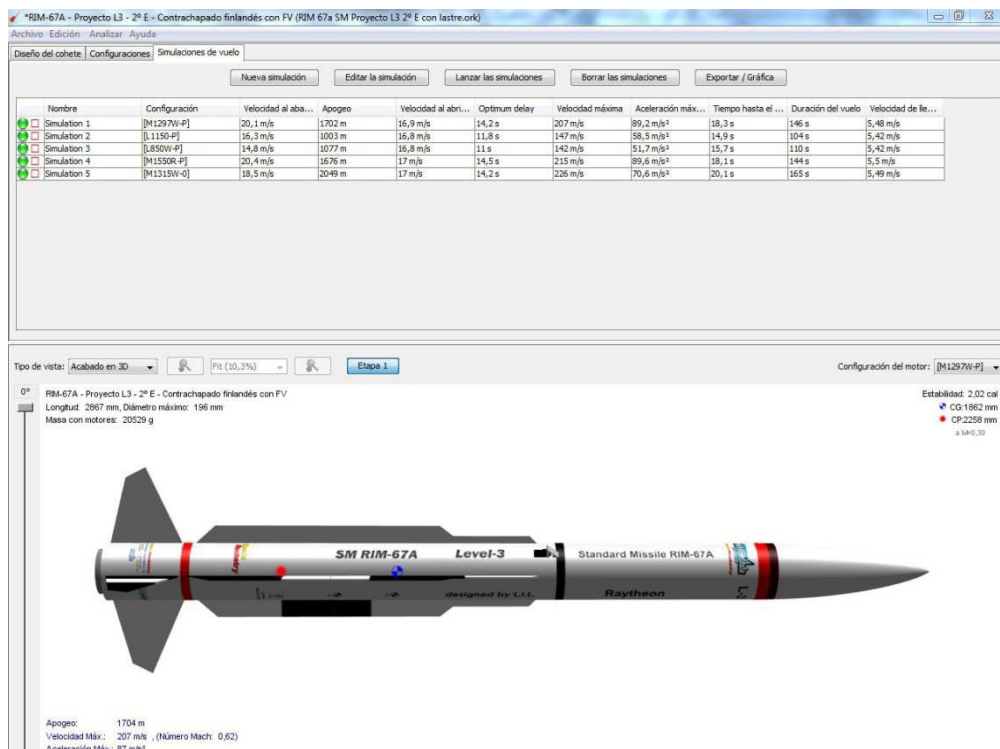 *RIM-67A - Proyecto L3 - 2º E - Contrachapado finlandés con FV (RIM 67a SM Proyecto L3 2º E con lastre.ork)
Archivo Edición Analizar Ayuda
Diseño del cohete Configuraciones Simulaciones de vuelo
Nueva simulación Editar la simulación Lanzar las simulaciones Borrar las simulaciones Exportar / Gráfica
Nombre Configuración Velocidad al aba... Apogeo Velocidad al abri... Optimum delay Velocidad máxima Aceleración máx... Tiempo hasta el ... Duración del vuelo Velocidad de lle...
Simulation 1 [M1297W-P] 20,1 m/s 1702 m 16,9 m/s 14,2 s 207 m/s 89,2 m/s² 18,3 s 146 s 5,48 m/s
Simulation 2 [L1150-P] 16,3 m/s 1003 m 16,8 m/s 11,8 s 147 m/s 58,5 m/s² 14,9 s 104 s 5,42 m/s
Simulation 3 [L850W-P] 14,8 m/s 1077 m 16,8 m/s 11 s 142 m/s 51,7 m/s² 15,7 s 110 s 5,42 m/s
Simulation 4 [M1550R-P] 20,4 m/s 1676 m 17 m/s 14,5 s 215 m/s 89,6 m/s² 18,1 s 144 s 5,5 m/s
Simulation 5 [M1315W-0] 18,5 m/s 2049 m 17 m/s 14,2 s 226 m/s 70,6 m/s² 20,1 s 165 s 5,49 m/s
Tipo de vista: Acabado en 3D Fit (10,3%) Etapa 1 Configuración del motor: [M1297W-P]
0° RIM-67A - Proyecto L3 - 2º E - Contrachapado finlandés con FV Estabilidad: 2,02 cal
Longitud: 2867 mm, Diámetro máximo: 196 mm CG:1862 mm
Masa con motores: 20529 g CP:2258 mm
a M=0,30
SM RIM-67A Level-3 Standard Missile RIM-67A
designed by L.I.L. Raytheon
Apogeo: 1704 m
Velocidad Máx.: 207 m/s , (Número Mach: 0,62)
Aceleración Máx.: 87 m/s²